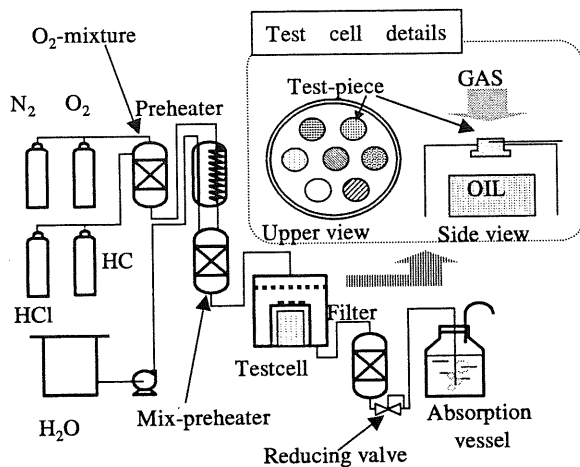 O2-mixture
Test cell details
N2
O2
Preheater
Test-piece
GAS
OIL
Upper view
Side view
HC
HCl
Filter
Testcell
H2O
Mix-preheater
Absorption
vessel
Reducing valve